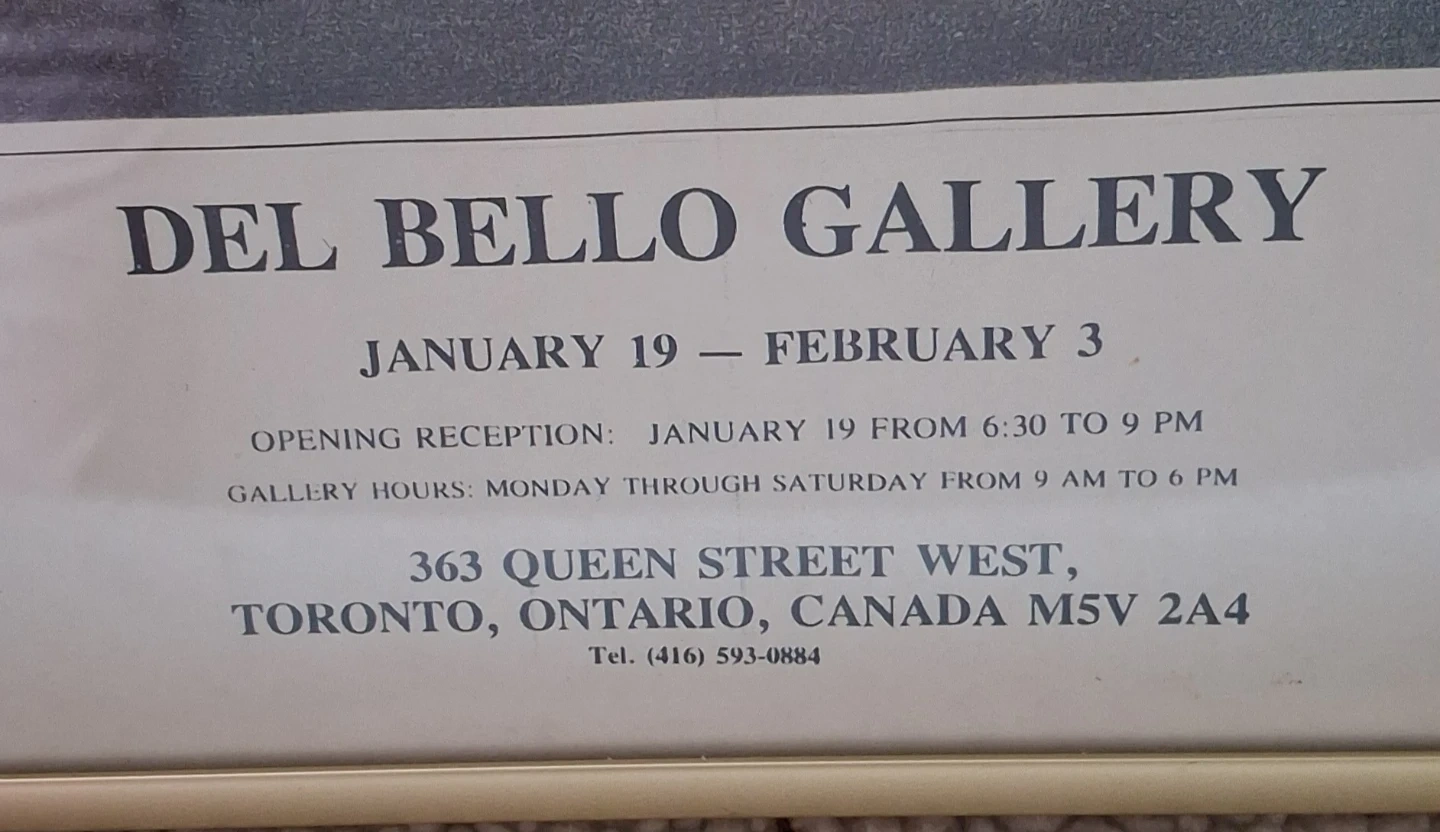 DEL BELLO GALLERY
JANUARY 19 — FEBRUARY 3
OPENING RECEPTION: JANUARY 19 FROM 6:30 TO 9 PM
GALLERY HOURS: MONDAY THROUGH SATURDAY FROM 9 AM TO 6 PM
363 QUEEN STREET WEST,
TORONTO, ONTARIO, CANADA M5V 2A4
Tel. (416) 593-0884